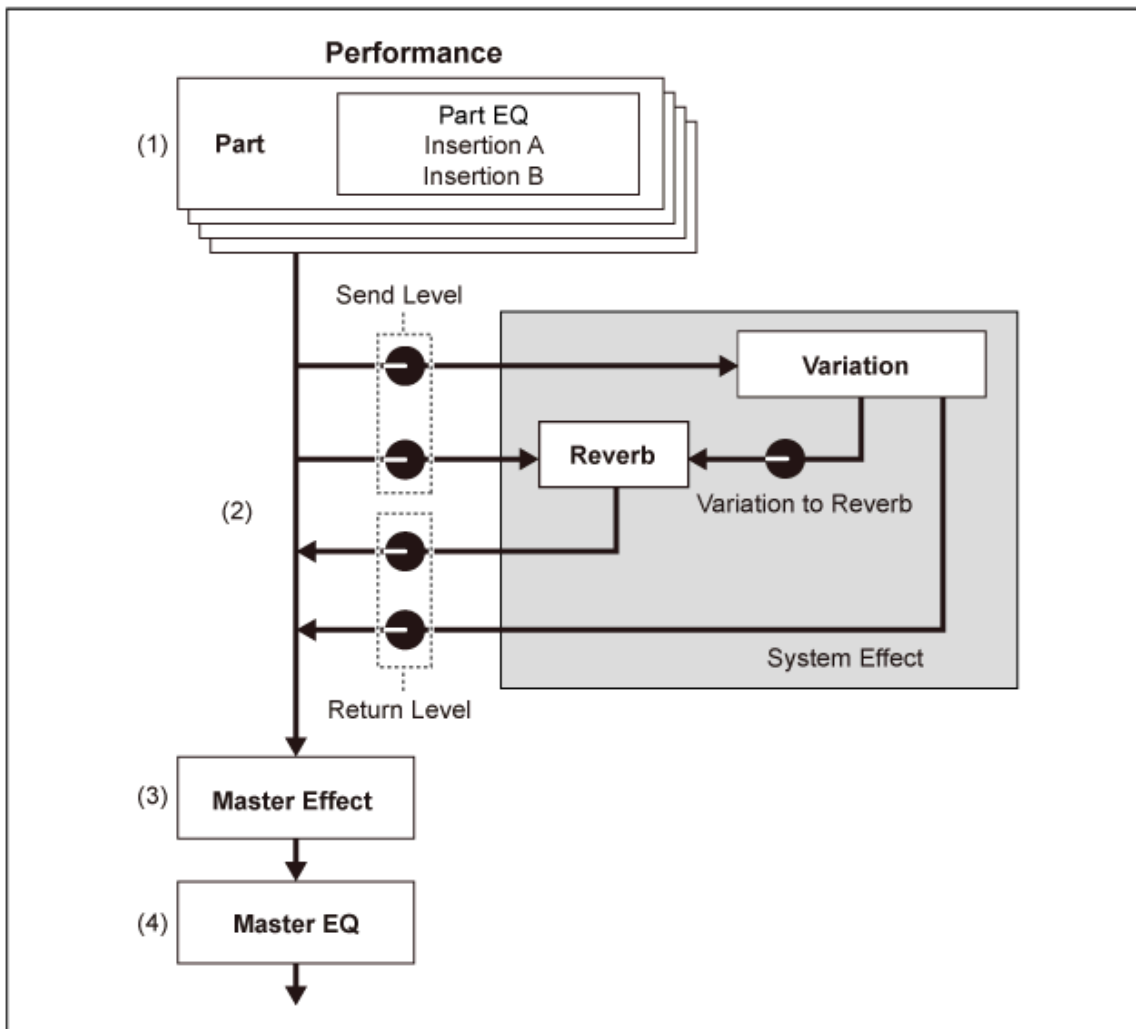 Performance
(1)
Part
Part EQ
Insertion A
Insertion B
Send Level
Variation
Reverb
Variation to Reverb
(2)
System Effect
Return Level
(3)
Master Effect
(4)
Master EQ